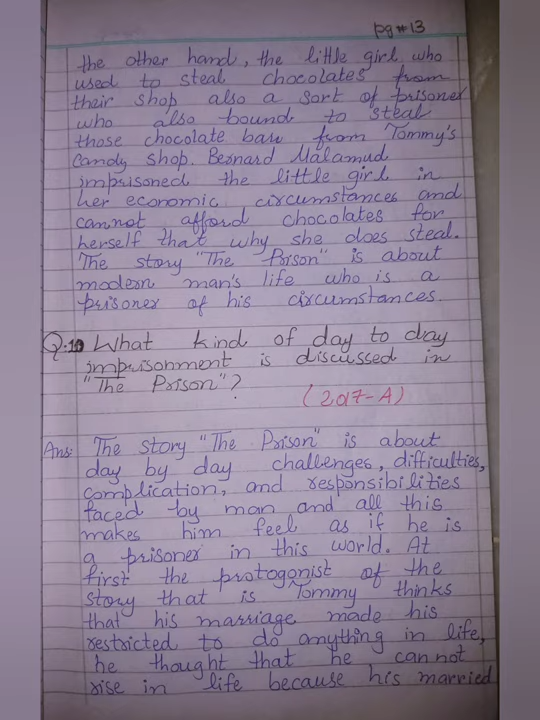 pg # 13
the other hand, the little girl who
used to steal chocolates from
their shop also a sort of prisoner
who also bound to steal
those chocolate bars from Tommy's
Candy shop. Bernard Malamud
imprisoned the little girl in
her economic circumstances and
cannot afford chocolates for
herself that why she does steal.
The story "The Prison" is about
modern man's life who is a
prisoner of his circumstances.
Q.10 What kind of day to day
imprisonment is discussed in
"The Prison"?
(2017-A)
Ans: The story "The Prison" is about
day by day challenges, difficulties,
complication, and responsibilities
faced by man and all this
makes him feel as if he is
a prisoner in this world. At
first the protogonist of the
story that is Tommy thinks
that his marriage made his
restricted to do anything in life,
he thought that he can not
rise in life because his married